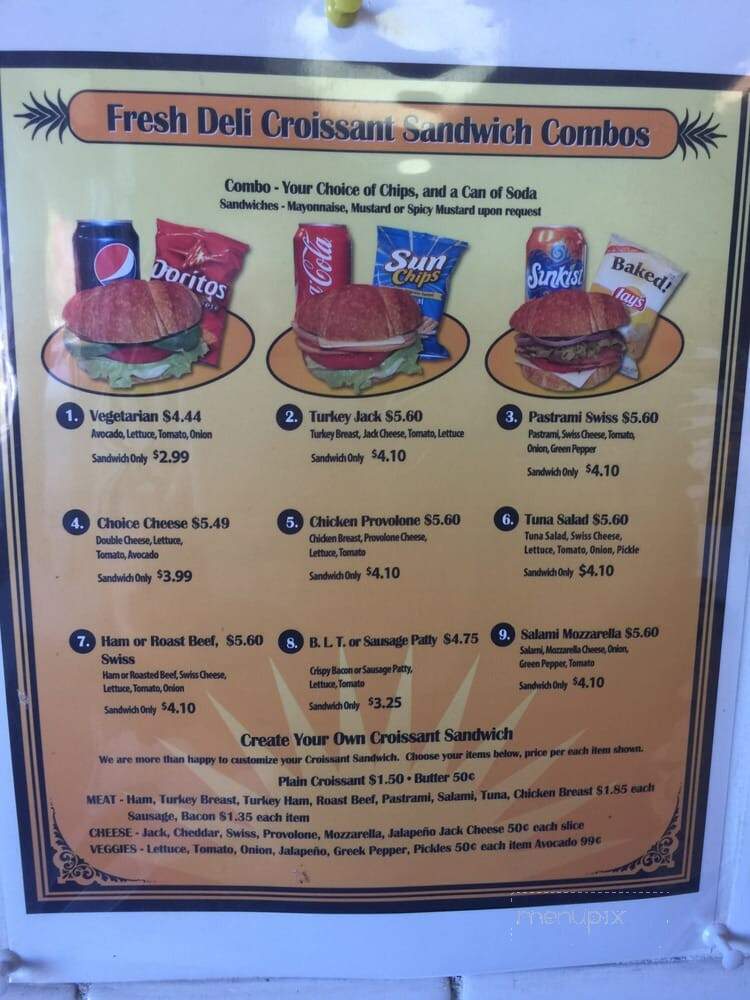 Fresh Deli Croissant Sandwich Combos
Combo - Your Choice of Chips, and a Can of Soda
Sandwiches - Mayonnaise, Mustard or Spicy Mustard upon request
Doritos
Cola
Sun
Chips
Sunkist
Baked!
Lay's
1. Vegetarian $4.44
Avocado, Lettuce, Tomato, Onion
Sandwich Only $2.99
2. Turkey Jack $5.60
Turkey Breast, Jack Cheese, Tomato, Lettuce
Sandwich Only $4.10
3. Pastrami Swiss $5.60
Pastrami, Swiss Cheese, Tomato,
Onion, Green Pepper
Sandwich Only $4.10
4. Choice Cheese $5.49
Double Cheese, Lettuce,
Tomato, Avocado
Sandwich Only $3.99
5. Chicken Provolone $5.60
Chicken Breast, Provolone Cheese,
Lettuce, Tomato
Sandwich Only $4.10
6. Tuna Salad $5.60
Tuna Salad, Swiss Cheese,
Lettuce, Tomato, Onion, Pickle
Sandwich Only $4.10
7. Ham or Roast Beef, $5.60
Swiss
Ham or Roasted Beef, Swiss Cheese,
Lettuce, Tomato, Onion
Sandwich Only $4.10
8. B. L. T. or Sausage Patty $4.75
Crispy Bacon or Sausage Patty,
Lettuce, Tomato
Sandwich Only $3.25
9. Salami Mozzarella $5.60
Salami, Mozzarella Cheese, Onion,
Green Pepper, Tomato
Sandwich Only $4.10
Create Your Own Croissant Sandwich
We are more than happy to customize your Croissant Sandwich. Choose your items below, price per each item shown.
Plain Croissant $1.50 • Butter 50¢
MEAT - Ham, Turkey Breast, Turkey Ham, Roast Beef, Pastrami, Salami, Tuna, Chicken Breast $1.85 each
Sausage, Bacon $1.35 each item
CHEESE - Jack, Cheddar, Swiss, Provolone, Mozzarella, Jalapeño Jack Cheese 50¢ each slice
VEGGIES - Lettuce, Tomato, Onion, Jalapeño, Greek Pepper, Pickles 50¢ each item Avocado 99¢
menupix